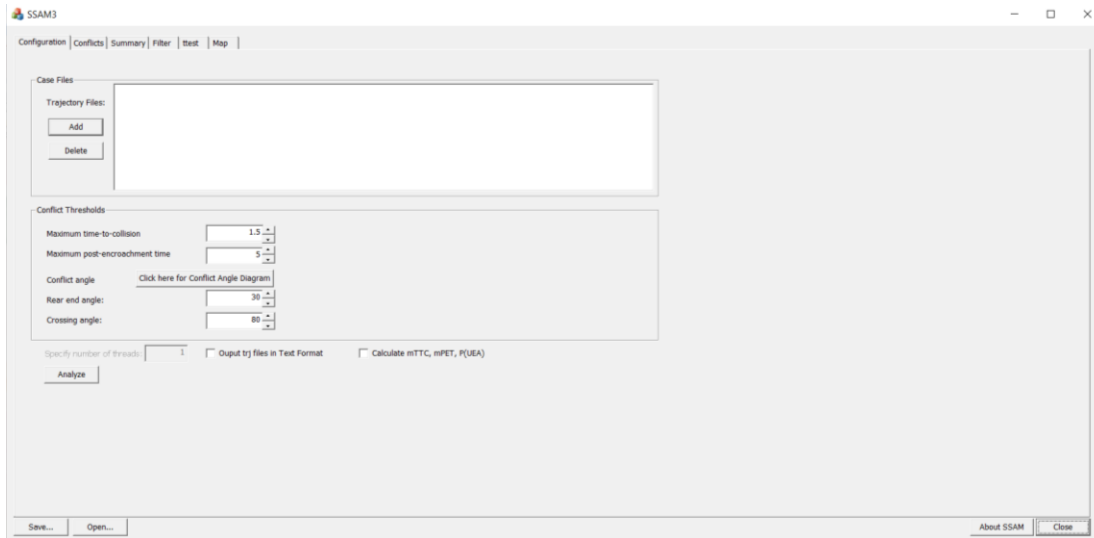 SSAM3
Configuration Conflicts Summary Filter ttest Map
Case Files
Trajectory Files:
Add
Delete
Conflict Thresholds
Maximum time-to-collision 1.5
Maximum post-encroachment time 5
Conflict angle Click here for Conflict Angle Diagram
Rear end angle: 30
Crossing angle: 80
Specify number of threads: 1 Ouput trj files in Text Format Calculate mTTC, mPET, P(UEA)
Analyze
Save... Open... About SSAM Close